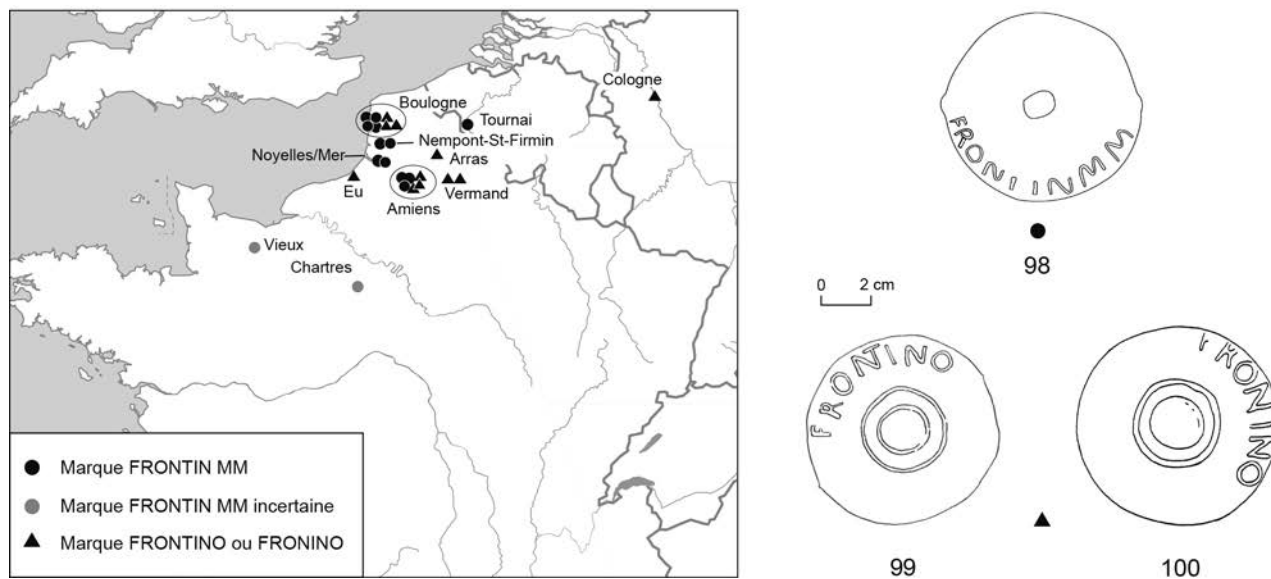 Cologne
Boulogne
Tournai
Nempont-St-Firmin
Noyelles/Mer
Arras
Eu
Vermand
Amiens
Vieux
Chartres
Marque FRONTIN MM
Marque FRONTIN MM incertaine
Marque FRONTINO ou FRONINO
FRONIINMM
98
0 2 cm
FRONTINO
FRONINO
99
100